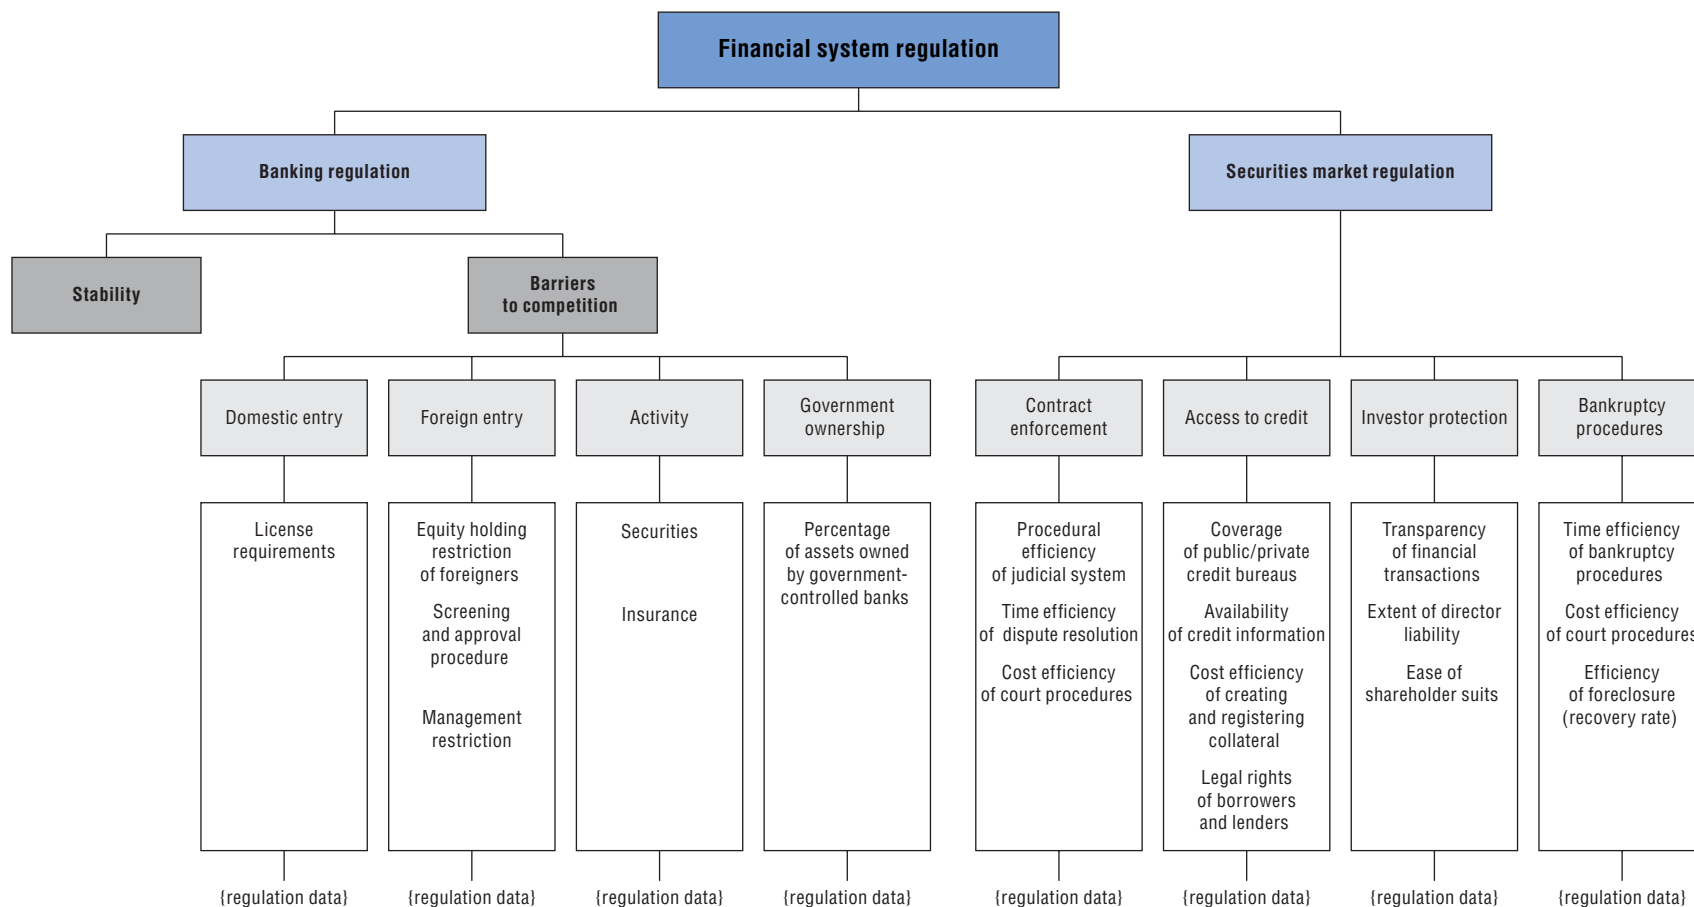 Financial system regulation
Banking regulation
Securities market regulation
Stability
Barriers
to competition
Domestic entry
Foreign entry
Activity
Government
ownership
Contract
enforcement
Access to credit
Investor protection
Bankruptcy
procedures
License
requirements
Equity holding
restriction
of foreigners
Screening
and approval
procedure
Management
restriction
Securities
Insurance
Percentage
of assets owned
by government-
controlled banks
Procedural
efficiency
of judicial system
Time efficiency
of dispute resolution
Cost efficiency
of court procedures
Coverage
of public/private
credit bureaus
Availability
of credit information
Cost efficiency
of creating
and registering
collateral
Legal rights
of borrowers
and lenders
Transparency
of financial
transactions
Extent of director
liability
Ease of
shareholder suits
Time efficiency
of bankruptcy
procedures
Cost efficiency
of court procedures
Efficiency
of foreclosure
(recovery rate)
{regulation data}
{regulation data}
{regulation data}
{regulation data}
{regulation data}
{regulation data}
{regulation data}
{regulation data}